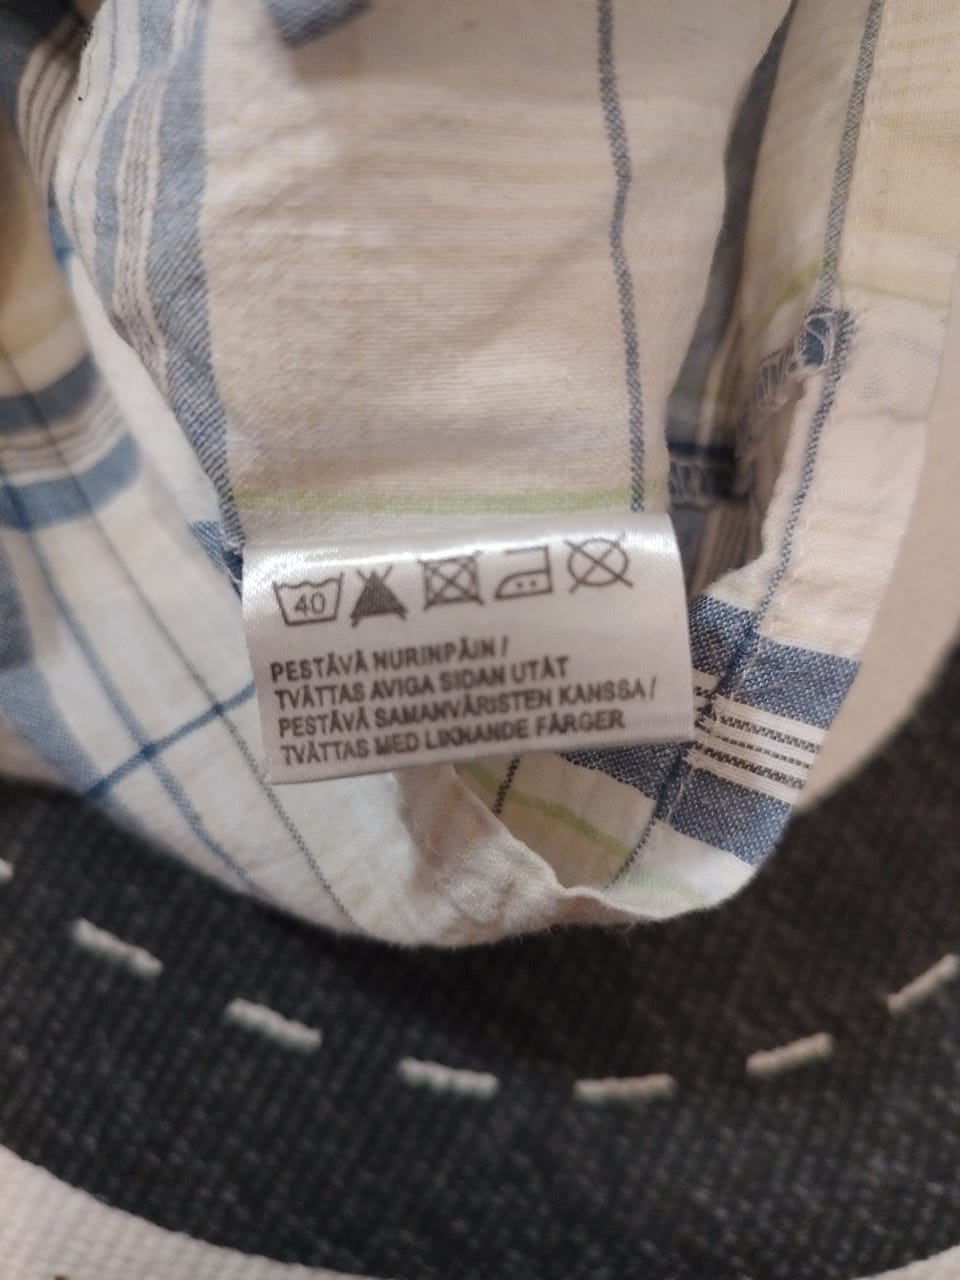 40
PESTÄVÄ NURINPÄIN /
TVÄTTAS AVIGA SIDAN UTÅT
PESTÄVÄ SAMANVÄRISTEN KANSSA /
TVÄTTAS MED LIKNANDE FÄRGER